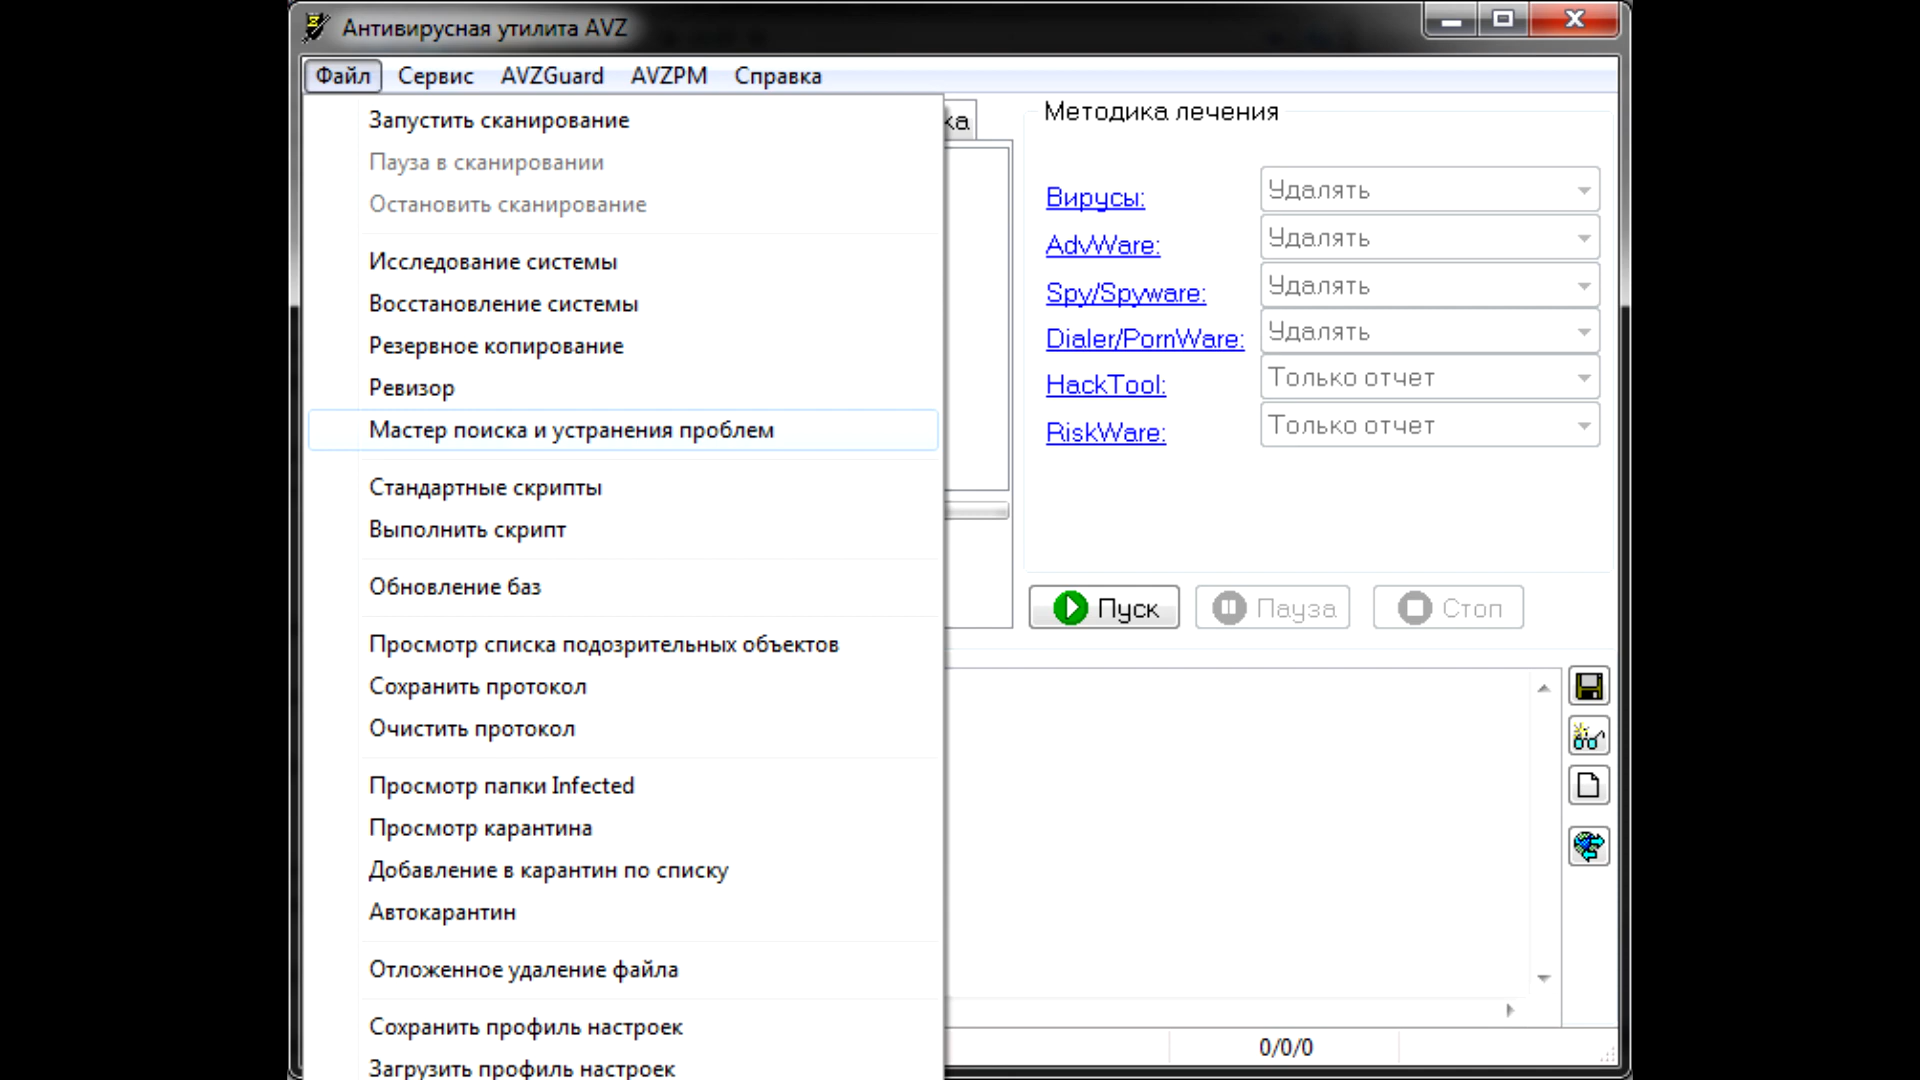 Антивирусная утилита AVZ
Файл Сервис AVZGuard AVZPM Справка
Запустить сканирование
Пауза в сканировании
Остановить сканирование
Исследование системы
Восстановление системы
Резервное копирование
Ревизор
Мастер поиска и устранения проблем
Стандартные скрипты
Выполнить скрипт
Обновление баз
Просмотр списка подозрительных объектов
Сохранить протокол
Очистить протокол
Просмотр папки Infected
Просмотр карантина
Добавление в карантин по списку
Автокарантин
Отложенное удаление файла
Сохранить профиль настроек
Загрузить профиль настроек
ка
Методика лечения
Вирусы: Удалять
AdvWare: Удалять
Spy/Spyware: Удалять
Dialer/PornWare: Удалять
HackTool: Только отчет
RiskWare: Только отчет
Пуск Пауза Стоп
0/0/0